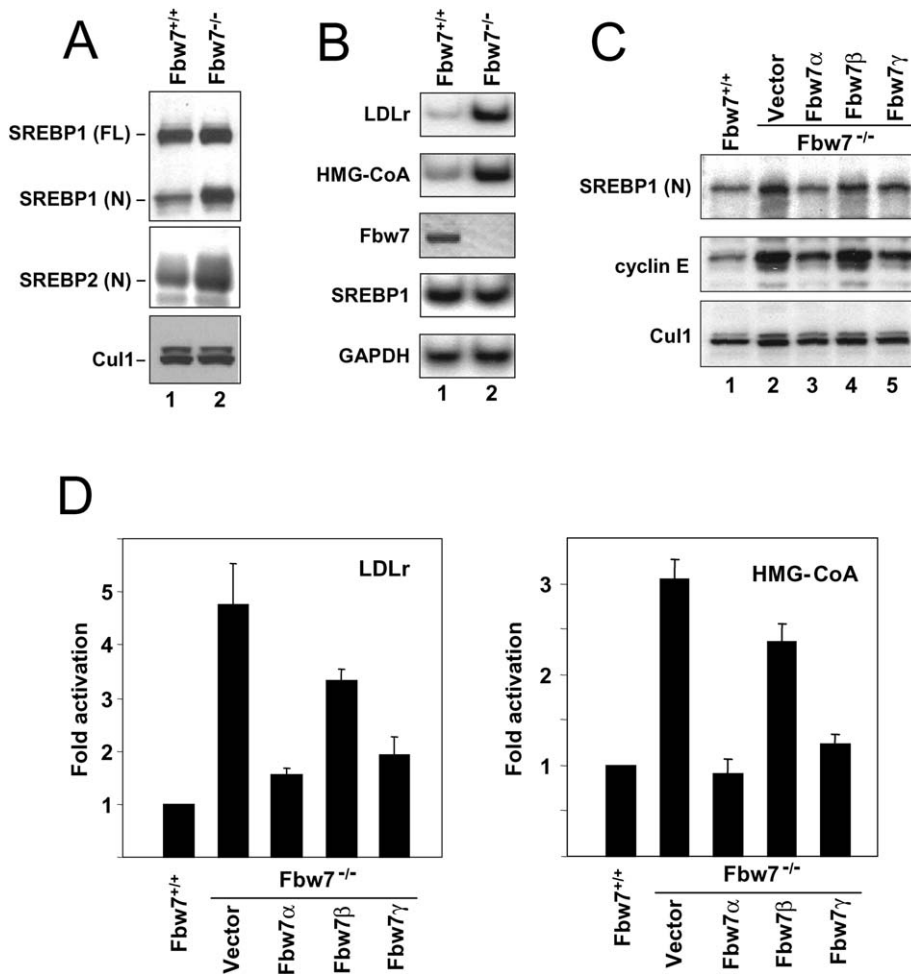 A
Fbw7+/+
Fbw7-/-
SREBP1 (FL)
SREBP1 (N)
SREBP2 (N)
Cul1
1 2
B
Fbw7+/+
Fbw7-/-
LDLr
HMG-CoA
Fbw7
SREBP1
GAPDH
1 2
C
Fbw7+/+
Vector
Fbw7α
Fbw7β
Fbw7γ
Fbw7 -/-
SREBP1 (N)
cyclin E
Cul1
1 2 3 4 5
D
LDLr
Fold activation
5
4
3
2
1
Fbw7+/+
Fbw7 -/-
Vector
Fbw7α
Fbw7β
Fbw7γ
HMG-CoA
Fold activation
3
2
1
Fbw7+/+
Fbw7 -/-
Vector
Fbw7α
Fbw7β
Fbw7γ